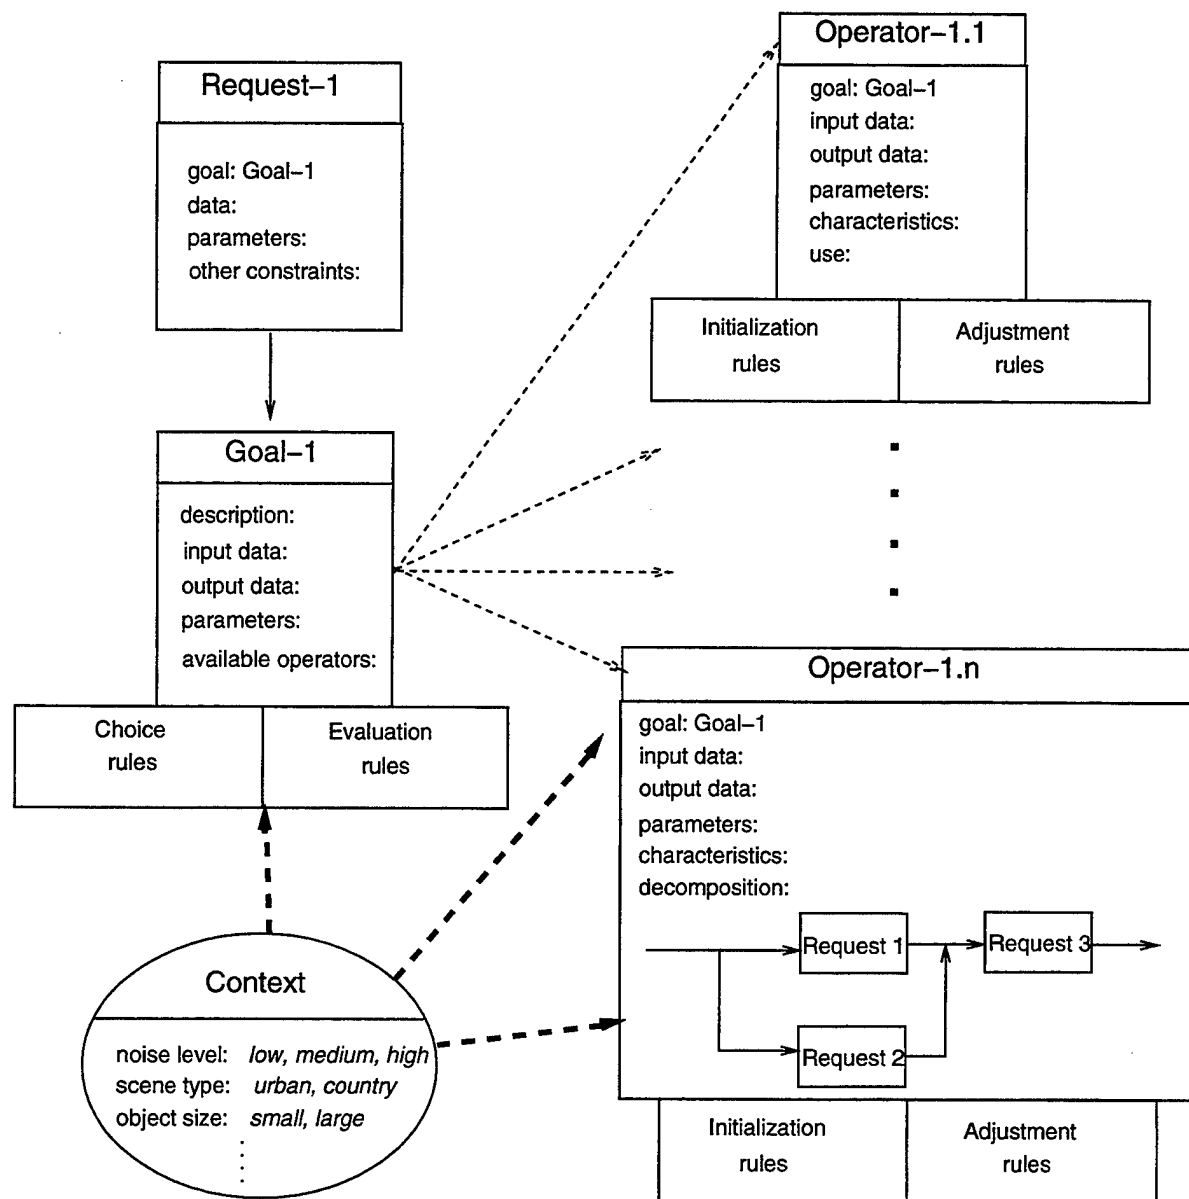 Request–1
goal: Goal–1
data:
parameters:
other constraints:
Goal–1
description:
input data:
output data:
parameters:
available operators:
Choice
rules
Evaluation
rules
Context
noise level: low, medium, high
scene type: urban, country
object size: small, large
Operator–1.1
goal: Goal–1
input data:
output data:
parameters:
characteristics:
use:
Initialization
rules
Adjustment
rules
Operator–1.n
goal: Goal–1
input data:
output data:
parameters:
characteristics:
decomposition:
Request 1
Request 3
Request 2
Initialization
rules
Adjustment
rules